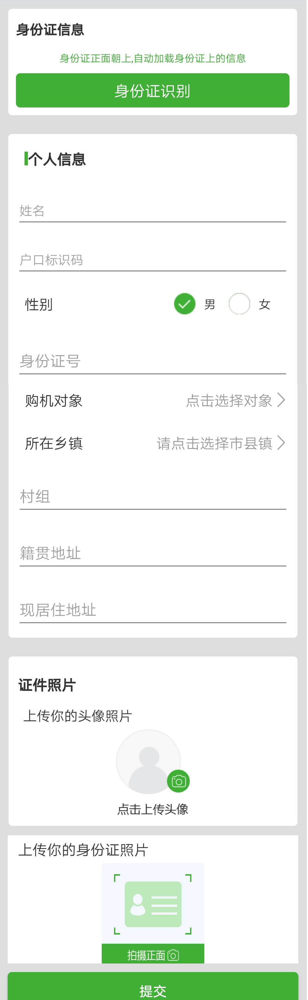 身份证信息
身份证正面朝上,自动加载身份证上的信息
身份证识别
个人信息
姓名
户口标识码
性别 男 女
身份证号
购机对象 点击选择对象
所在乡镇 请点击选择市县镇
村组
籍贯地址
现居住地址
证件照片
上传你的头像照片
点击上传头像
上传你的身份证照片
拍摄正面
提交